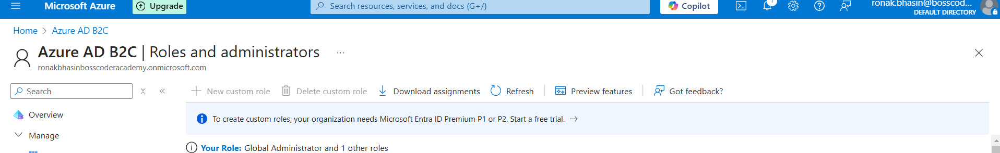 Microsoft Azure
Upgrade
Search resources, services, and docs (G+/)
Copilot
1
ronak.bhasin@bosscod...
DEFAULT DIRECTORY
Home > Azure AD B2C
Azure AD B2C | Roles and administrators ...
ronakbhasinbosscoderacademy.onmicrosoft.com
Search
New custom role
Delete custom role
Download assignments
Refresh
Preview features
Got feedback?
Overview
To create custom roles, your organization needs Microsoft Entra ID Premium P1 or P2. Start a free trial. →
Manage
Your Role: Global Administrator and 1 other roles